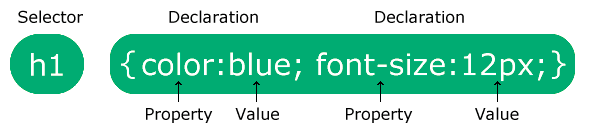 Selector Declaration Declaration
h1 {color:blue; font-size:12px;}
Property Value Property Value